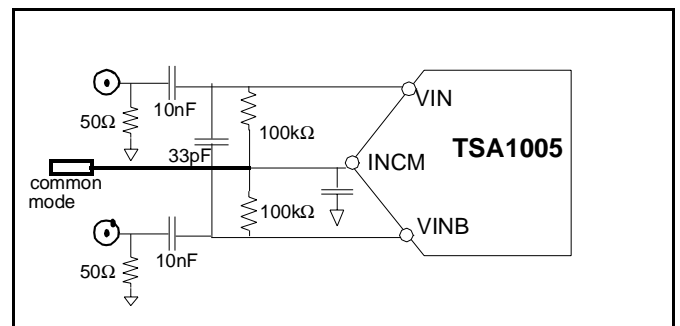 10nF
VIN
50Ω
100kΩ
TSA1005
33pF
INCM
common
mode
100kΩ
VINB
10nF
50Ω